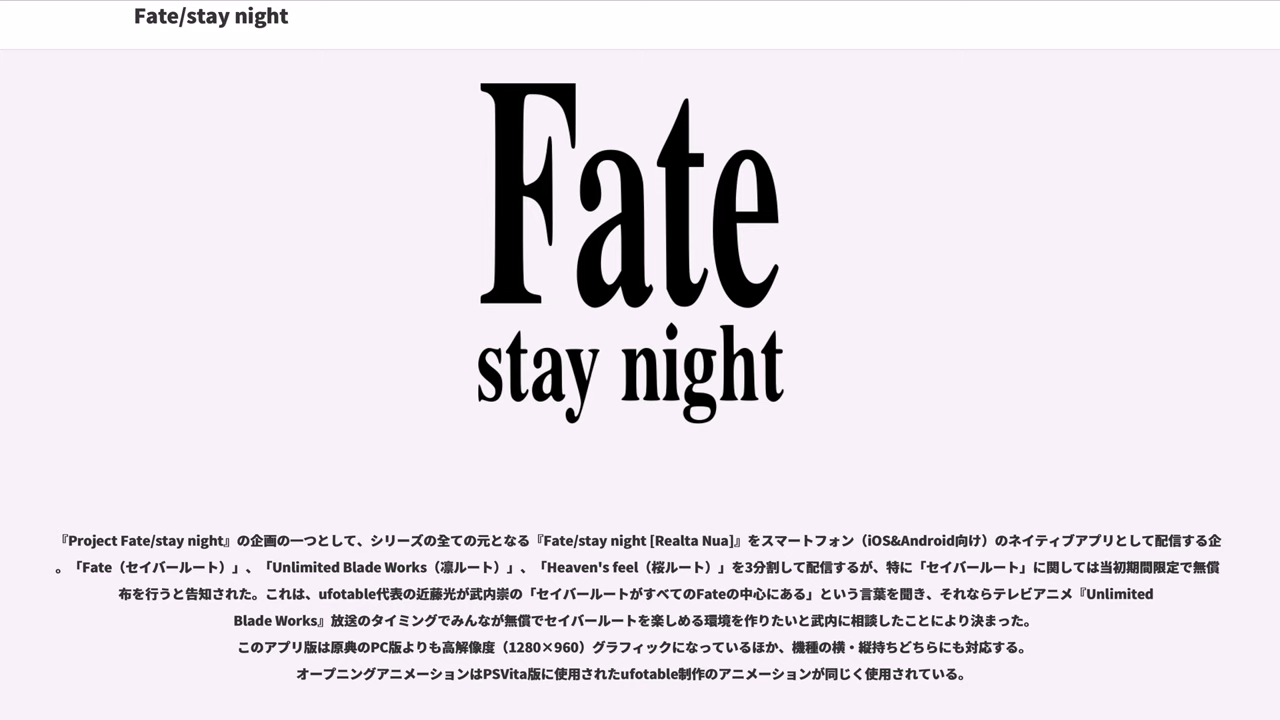 Fate/stay night
Fate
stay night
『Project Fate/stay night』の企画の一つとして、シリーズの全ての元となる『Fate/stay night [Realta Nua]』をスマートフォン（iOS&Android向け）のネイティブアプリとして配信する企
。「Fate（セイバールート）」、「Unlimited Blade Works（凛ルート）」、「Heaven's feel（桜ルート）」を3分割して配信するが、特に「セイバールート」に関しては当初期間限定で無償
布を行うと告知された。これは、ufotable代表の近藤光が武内崇の「セイバールートがすべてのFateの中心にある」という言葉を聞き、それならテレビアニメ『Unlimited
Blade Works』放送のタイミングでみんなが無償でセイバールートを楽しめる環境を作りたいと武内に相談したことにより決まった。
このアプリ版は原典のPC版よりも高解像度（1280×960）グラフィックになっているほか、機種の横・縦持ちどちらにも対応する。
オープニングアニメーションはPSVita版に使用されたufotable制作のアニメーションが同じく使用されている。